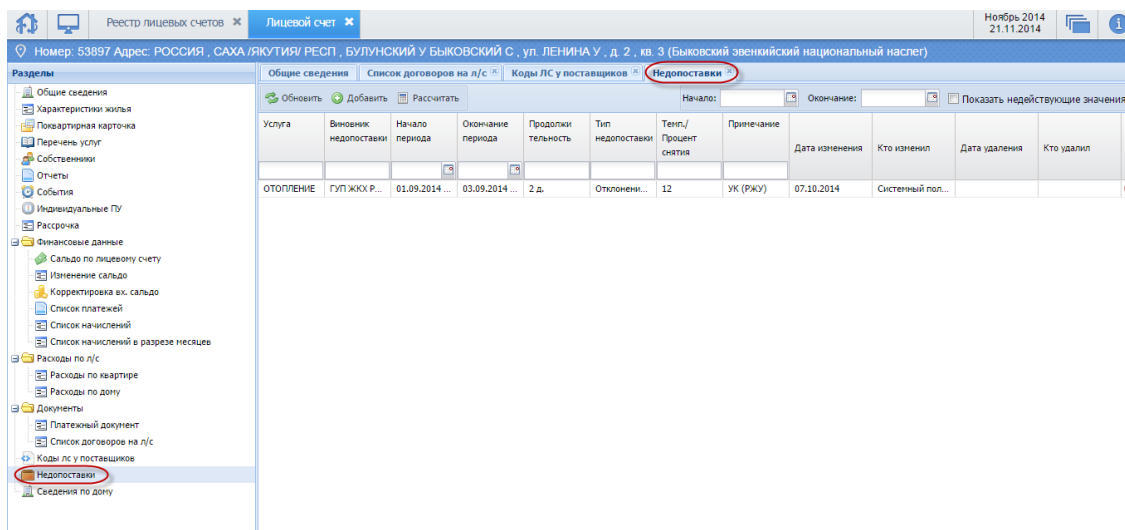 Реестр лицевых счетов
Лицевой счет
Ноябрь 2014
21.11.2014
Номер: 53897 Адрес: РОССИЯ , САХА /ЯКУТИЯ/ РЕСП , БУЛУНСКИЙ У БЫКОВСКИЙ С , ул. ЛЕНИНА У , д. 2 , кв. 3 (Быковский эвенкийский национальный наслег)
Разделы
Общие сведения
Характеристики жилья
Поквартирная карточка
Перечень услуг
Собственники
Отчеты
События
Индивидуальные ПУ
Рассрочка
Финансовые данные
Сальдо по лицевому счету
Изменение сальдо
Корректировка вх. сальдо
Список платежей
Список начислений
Список начислений в разрезе месяцев
Расходы по л/с
Расходы по квартире
Расходы по дому
Документы
Платежный документ
Список договоров на л/с
Коды лс у поставщиков
Недопоставки
Сведения по дому
Общие сведения Список договоров на л/с Коды ЛС у поставщиков Недопоставки
Обновить Добавить Рассчитать Начало: Окончание: Показать недействующие значения
Услуга
Виновник недопоставки
Начало периода
Окончание периода
Продолжи тельность
Тип недопоставки
Темп./ Процент снятия
Примечание
Дата изменения
Кто изменил
Дата удаления
Кто удалил
ОТОПЛЕНИЕ ГУП ЖКХ Р... 01.09.2014 ... 03.09.2014 ... 2 д. Отклонени... 12 УК (РЖУ) 07.10.2014 Системный пол...